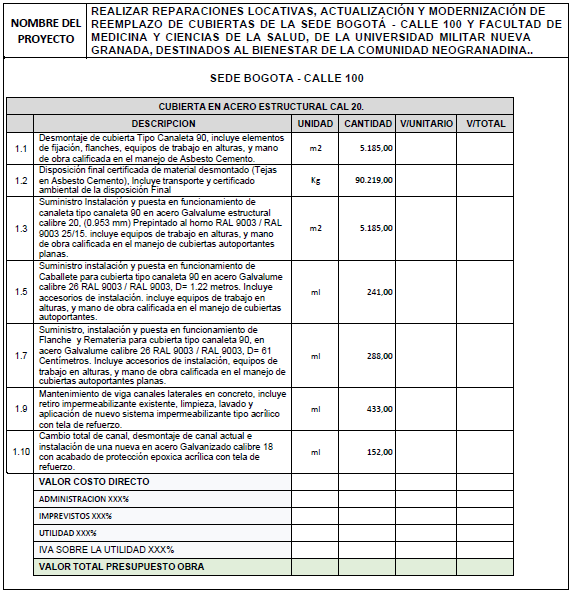 NOMBRE DEL
PROYECTO
REALIZAR REPARACIONES LOCATIVAS, ACTUALIZACIÓN Y MODERNIZACIÓN DE
REEMPLAZO DE CUBIERTAS DE LA SEDE BOGOTÁ - CALLE 100 Y FACULTAD DE
MEDICINA Y CIENCIAS DE LA SALUD, DE LA UNIVERSIDAD MILITAR NUEVA
GRANADA, DESTINADOS AL BIENESTAR DE LA COMUNIDAD NEOGRANADINA..
SEDE BOGOTA - CALLE 100
CUBIERTA EN ACERO ESTRUCTURAL CAL 20.
DESCRIPCION UNIDAD CANTIDAD V/UNITARIO V/TOTAL
1.1 Desmontaje de cubierta Tipo Canaleta 90, incluye elementos
de fijación, flanches, equipos de trabajo en alturas, y mano
de obra calificada en el manejo de Asbesto Cemento.
m2 5.185,00
1.2 Disposición final certificada de material desmontado (Tejas
en Asbesto Cemento), Incluye transporte y certificado
ambiental de la disposición Final
Kg 90.219,00
1.3 Suministro Instalación y puesta en funcionamiento de
canaleta tipo canaleta 90 en acero Galvalume estructural
calibre 20, (0.953 mm) Prepintado al horno RAL 9003 / RAL
9003 25/15. incluye equipos de trabajo en alturas, y mano
de obra calificada en el manejo de cubiertas autoportantes
planas.
m2 5.185,00
1.5 Suministro instalación y puesta en funcionamiento de
Caballete para cubierta tipo canaleta 90 en acero Galvalume
calibre 26 RAL 9003 / RAL 9003, D= 1.22 metros. Incluye
accesorios de instalación. incluye equipos de trabajo en
alturas, y mano de obra calificada en el manejo de cubiertas
autoportantes.
ml 241,00
1.7 Suministro, instalación y puesta en funcionamiento de
Flanche y Remateria para cubierta tipo canaleta 90, en
acero Galvalume calibre 26 RAL 9003 / RAL 9003, D= 61
Centímetros. Incluye accesorios de instalación, equipos de
trabajo en alturas, y mano de obra calificada en el manejo de
cubiertas autoportantes planas.
ml 288,00
1.9 Mantenimiento de viga canales laterales en concreto, incluye
retiro impermeabilizante existente, limpieza, lavado y
aplicación de nuevo sistema impermeabilizante tipo acrílico
con tela de refuerzo.
ml 433,00
1.10 Cambio total de canal, desmontaje de canal actual e
instalación de una nueva en acero Galvanizado calibre 18
con acabado de protección epoxica acrílica con tela de
refuerzo.
ml 152,00
VALOR COSTO DIRECTO
ADMINISTRACION XXX%
IMPREVISTOS XXX%
UTILIDAD XXX%
IVA SOBRE LA UTILIDAD XXX%
VALOR TOTAL PRESUPUESTO OBRA